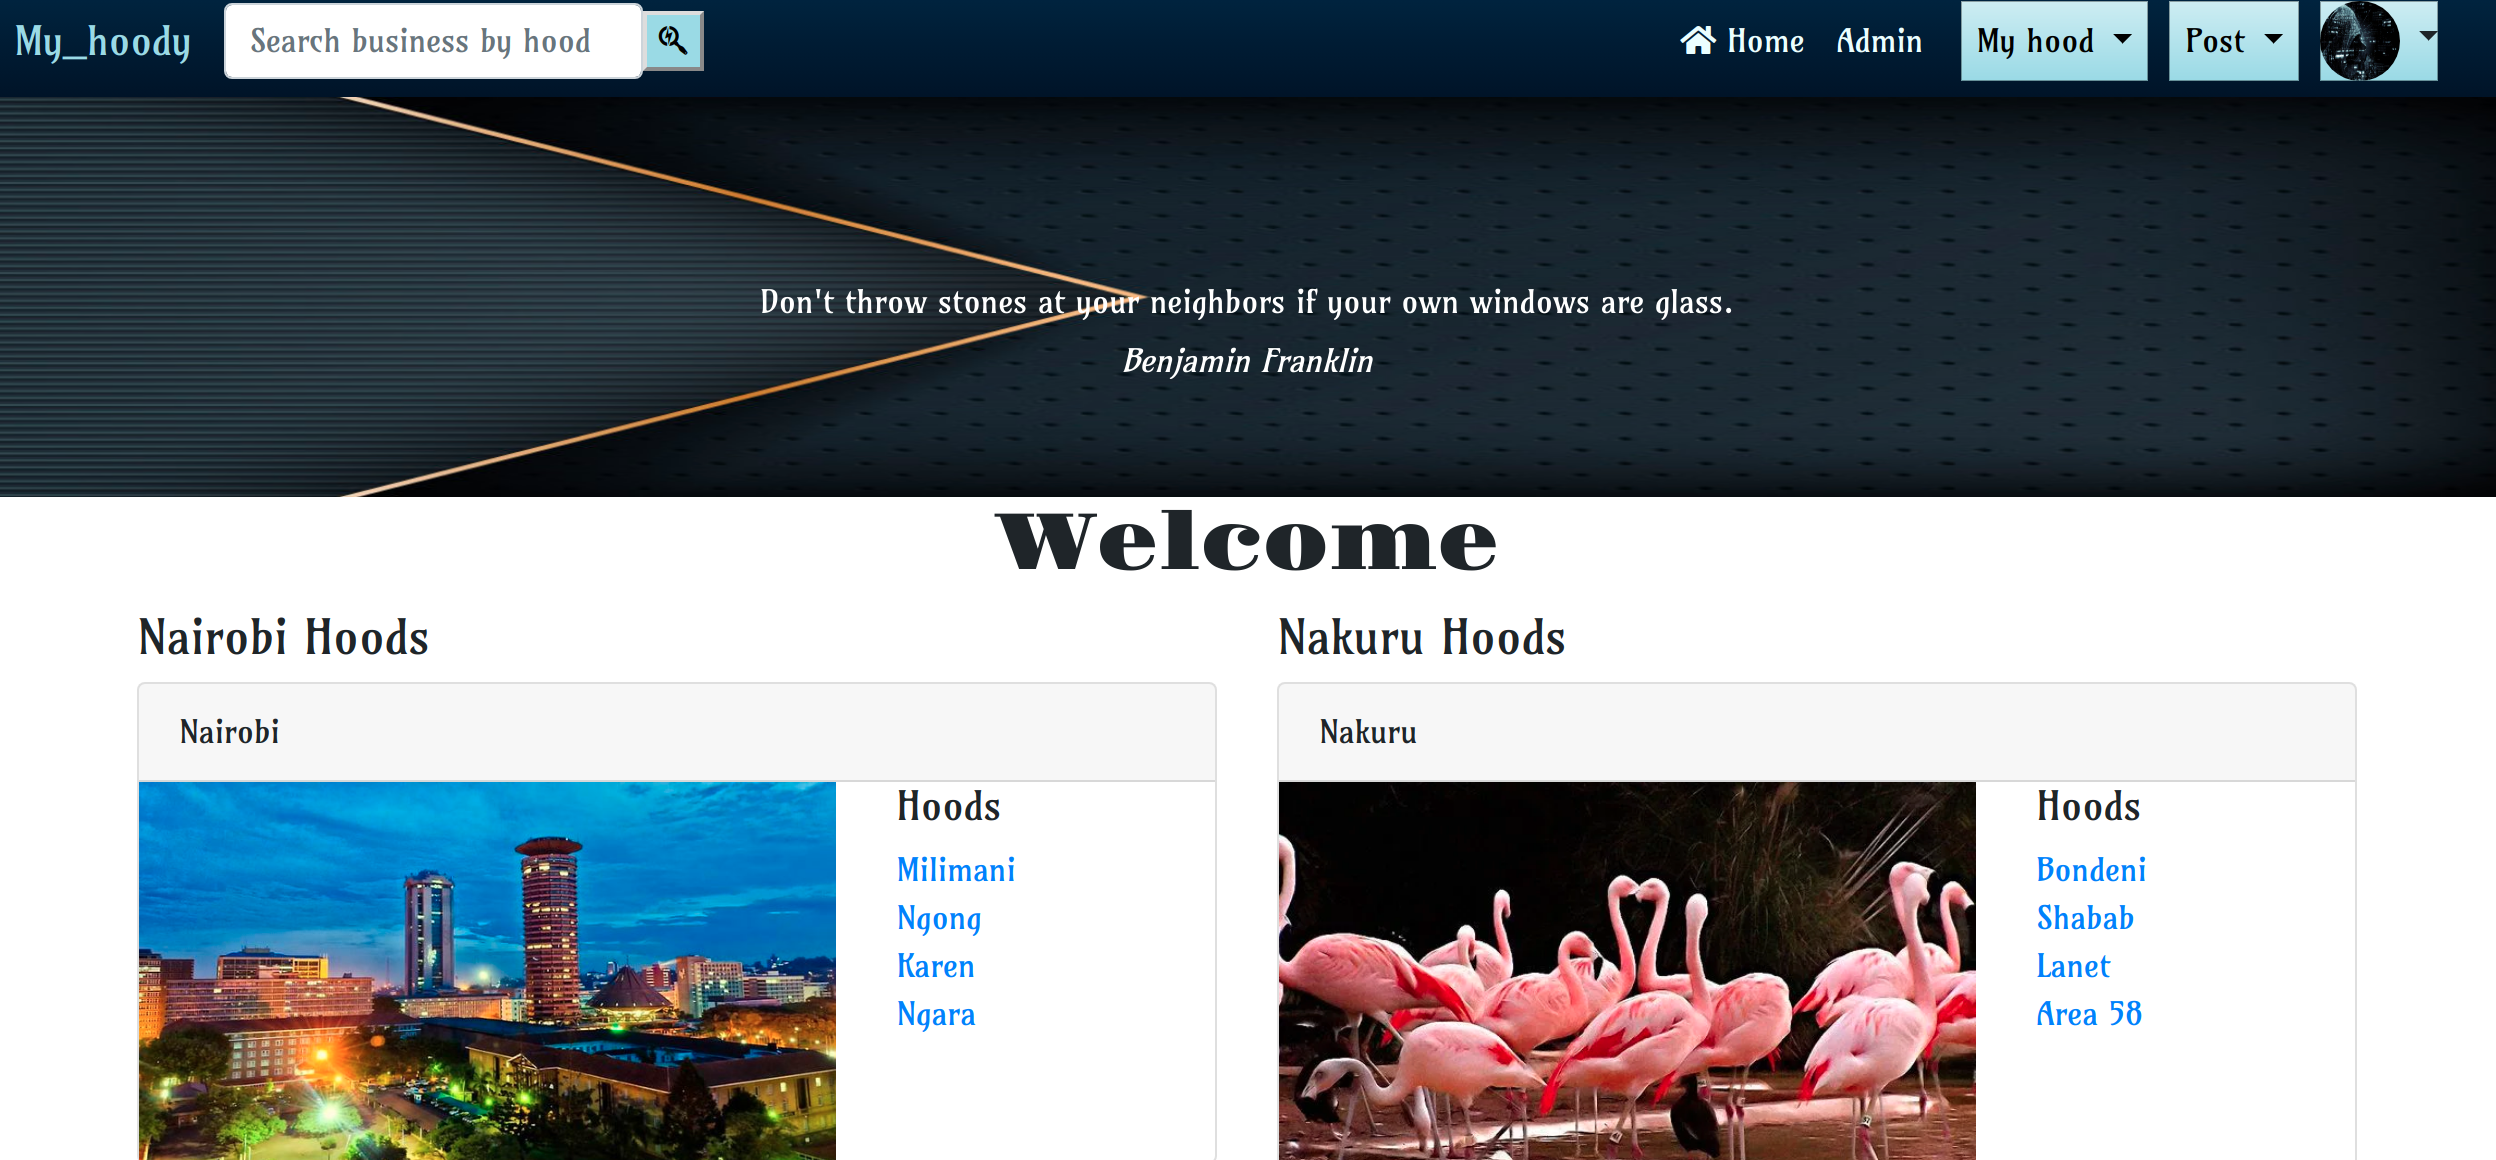 My_hoody
Search business by hood
Home
Admin
My hood
Post
Don't throw stones at your neighbors if your own windows are glass.
Benjamin Franklin
Welcome
Nairobi Hoods
Nairobi
Hoods
Milimani
Ngong
Karen
Ngara
Nakuru Hoods
Nakuru
Hoods
Bondeni
Shabab
Lanet
Area 58